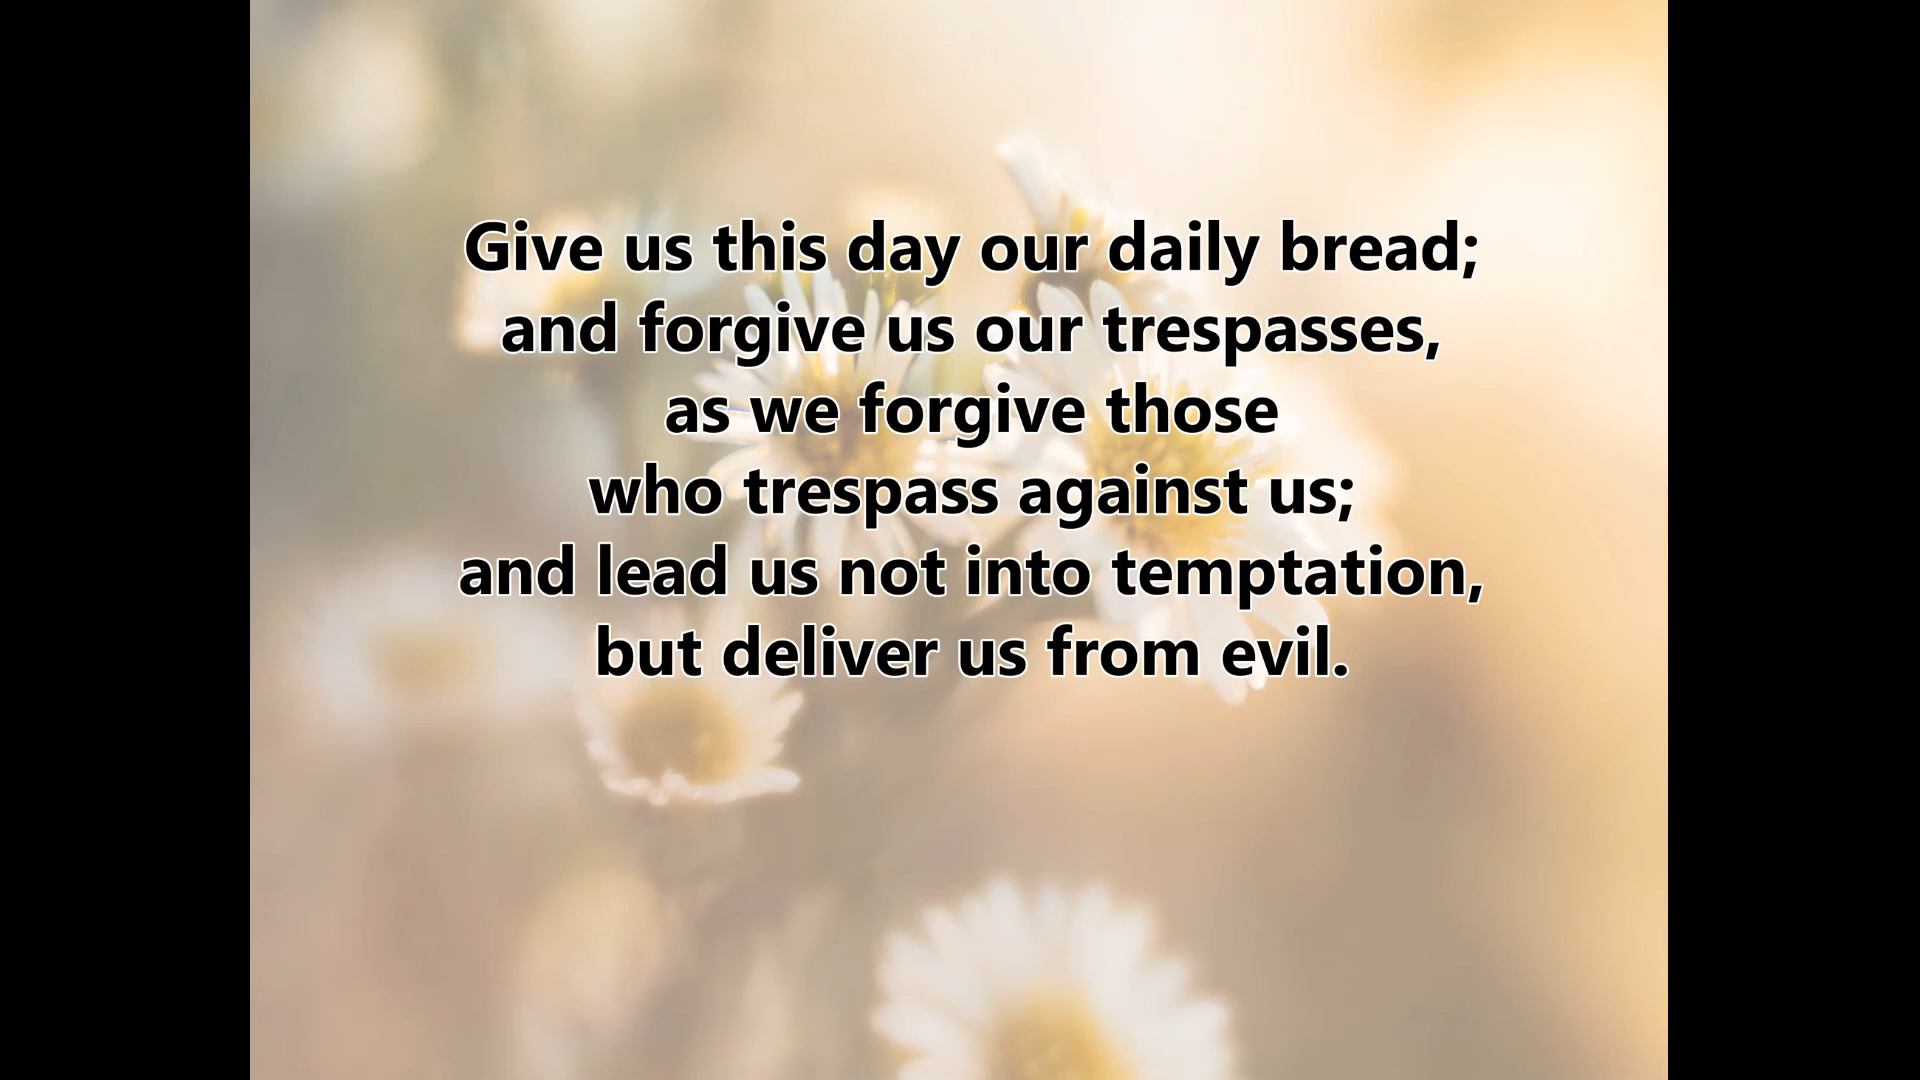 Give us this day our daily bread;
and forgive us our trespasses,
as we forgive those
who trespass against us;
and lead us not into temptation,
but deliver us from evil.